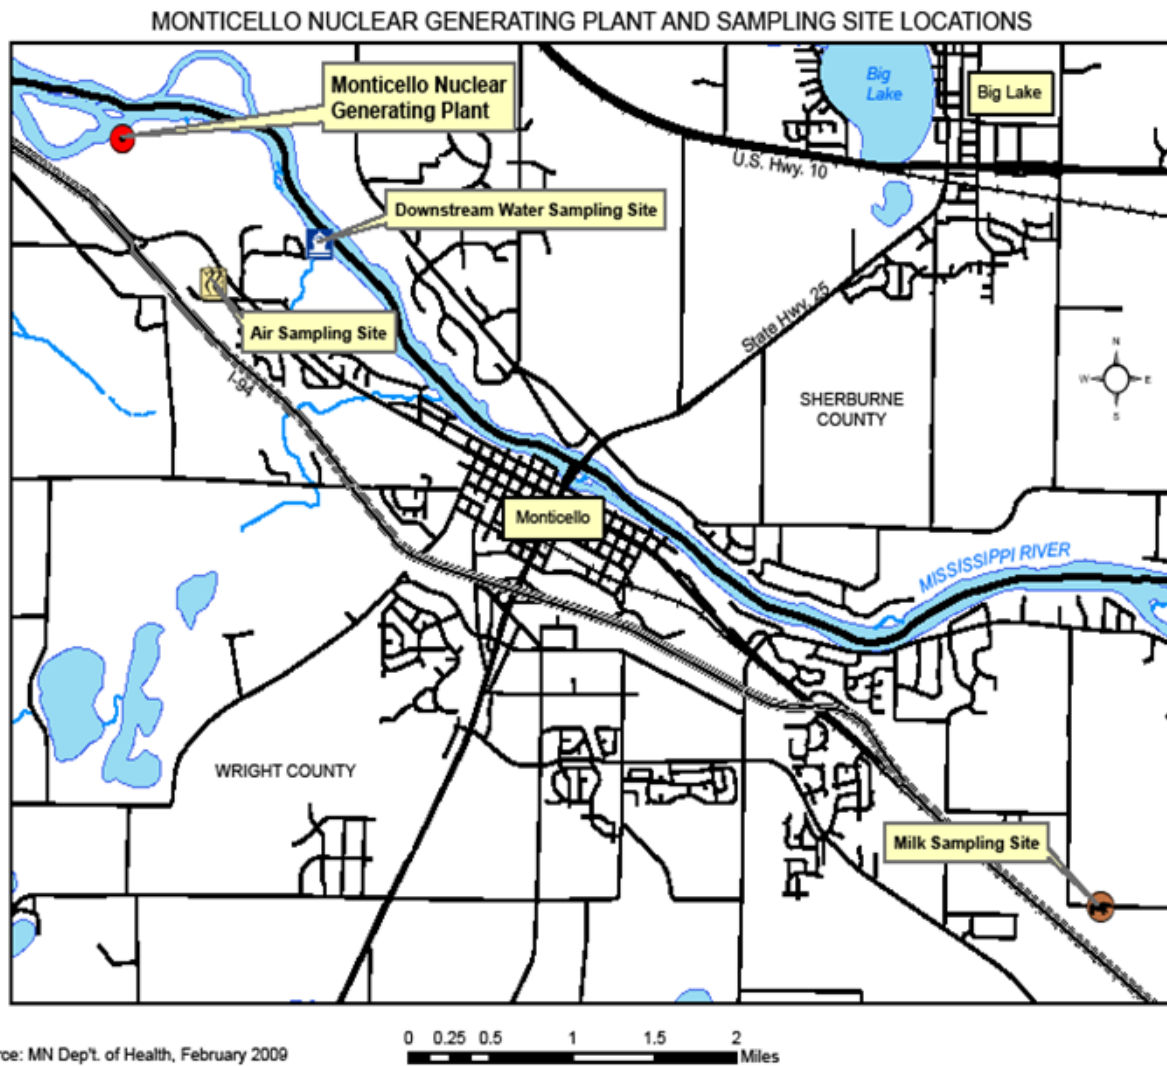 MONTICELLO NUCLEAR GENERATING PLANT AND SAMPLING SITE LOCATIONS
Big
Lake
Big Lake
Monticello Nuclear
Generating Plant
U.S. Hwy. 10
Downstream Water Sampling Site
State Hwy. 25
Air Sampling Site
I-94
N
W
E
S
SHERBURNE
COUNTY
Monticello
MISSISSIPPI RIVER
WRIGHT COUNTY
Milk Sampling Site
0 0.25 0.5 1 1.5 2
Miles
rce: MN Dep't. of Health, February 2009